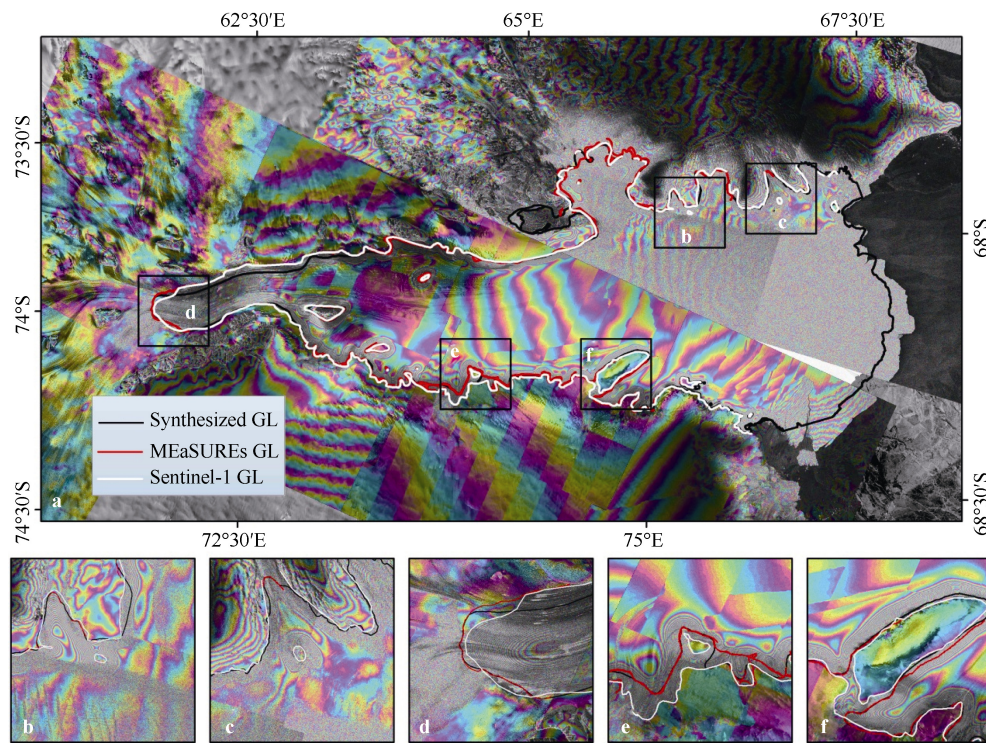 62°30′E 65°E 67°30′E
73°30′S
68°S
74°S
74°30′S
68°30′S
b
c
d
e
f
Synthesized GL
MEaSUREs GL
Sentinel-1 GL
a
72°30′E 75°E
b c d e f